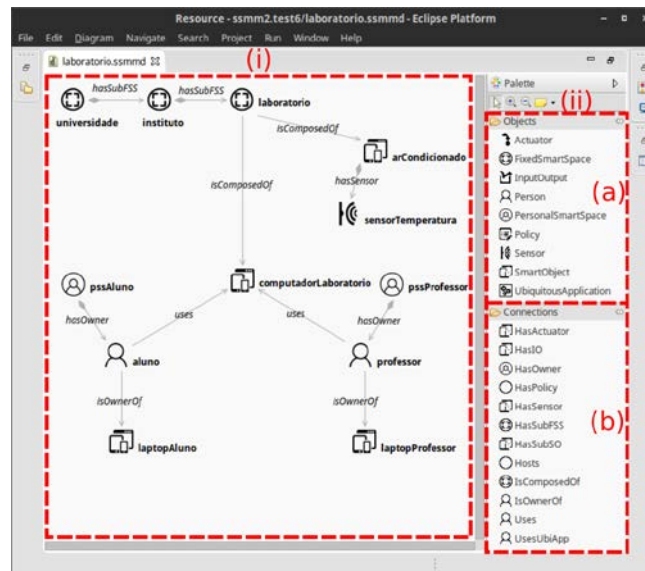 Resource - ssmm2.test6/laboratorio.ssmmd - Eclipse Platform
File Edit Diagram Navigate Search Project Run Window Help
laboratorio.ssmmd
(i)
hasSubFSS
hasSubFSS
universidade
instituto
laboratorio
isComposedOf
arCondicionado
isComposedOf
hasSensor
sensorTemperatura
pssAluno
computadorLaboratorio
pssProfessor
hasOwner
uses
uses
hasOwner
aluno
professor
isOwnerOf
isOwnerOf
laptopAluno
laptopProfessor
Palette
(ii)
Objects
Actuator
FixedSmartSpace
InputOutput
Person
PersonalSmartSpace
Policy
Sensor
SmartObject
UbiquitousApplication
(a)
Connections
HasActuator
HasIO
HasOwner
HasPolicy
HasSensor
HasSubFSS
HasSubSO
Hosts
IsComposedOf
IsOwnerOf
Uses
UsesUbiApp
(b)